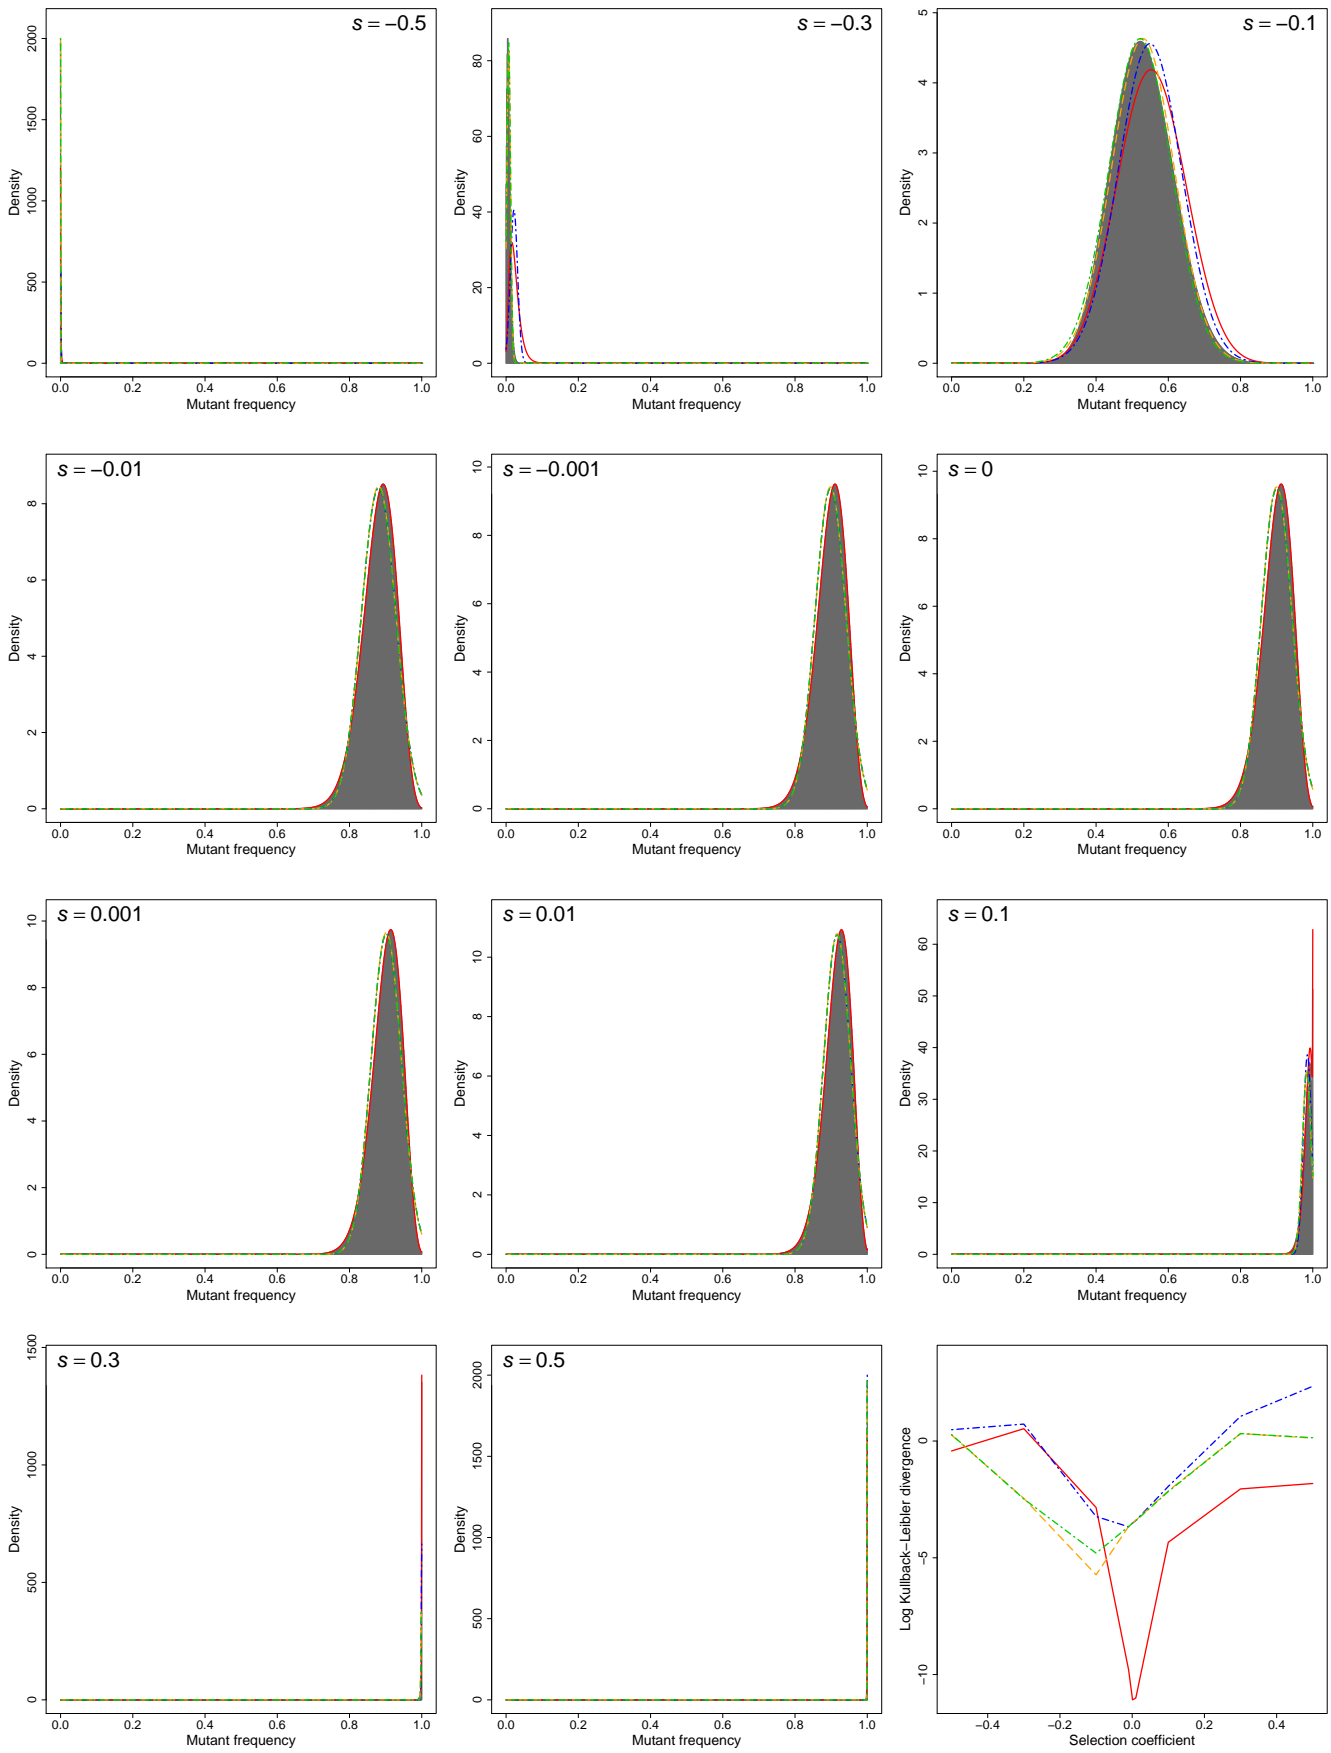 s = −0.5
Density
0 500 1000 1500 2000
0.0 0.2 0.4 0.6 0.8 1.0
Mutant frequency
s = −0.3
Density
0 20 40 60 80
0.0 0.2 0.4 0.6 0.8 1.0
Mutant frequency
s = −0.1
Density
0 1 2 3 4 5
0.0 0.2 0.4 0.6 0.8 1.0
Mutant frequency
s = −0.01
Density
0 2 4 6 8
0.0 0.2 0.4 0.6 0.8 1.0
Mutant frequency
s = −0.001
Density
0 2 4 6 8 10
0.0 0.2 0.4 0.6 0.8 1.0
Mutant frequency
s = 0
Density
0 2 4 6 8 10
0.0 0.2 0.4 0.6 0.8 1.0
Mutant frequency
s = 0.001
Density
0 2 4 6 8 10
0.0 0.2 0.4 0.6 0.8 1.0
Mutant frequency
s = 0.01
Density
0 2 4 6 8 10
0.0 0.2 0.4 0.6 0.8 1.0
Mutant frequency
s = 0.1
Density
0 10 20 30 40 50 60
0.0 0.2 0.4 0.6 0.8 1.0
Mutant frequency
s = 0.3
Density
0 500 1000 1500
0.0 0.2 0.4 0.6 0.8 1.0
Mutant frequency
s = 0.5
Density
0 500 1000 1500 2000
0.0 0.2 0.4 0.6 0.8 1.0
Mutant frequency
Log Kullback−Leibler divergence
−10 −5 0
−0.4 −0.2 0.0 0.2 0.4
Selection coefficient